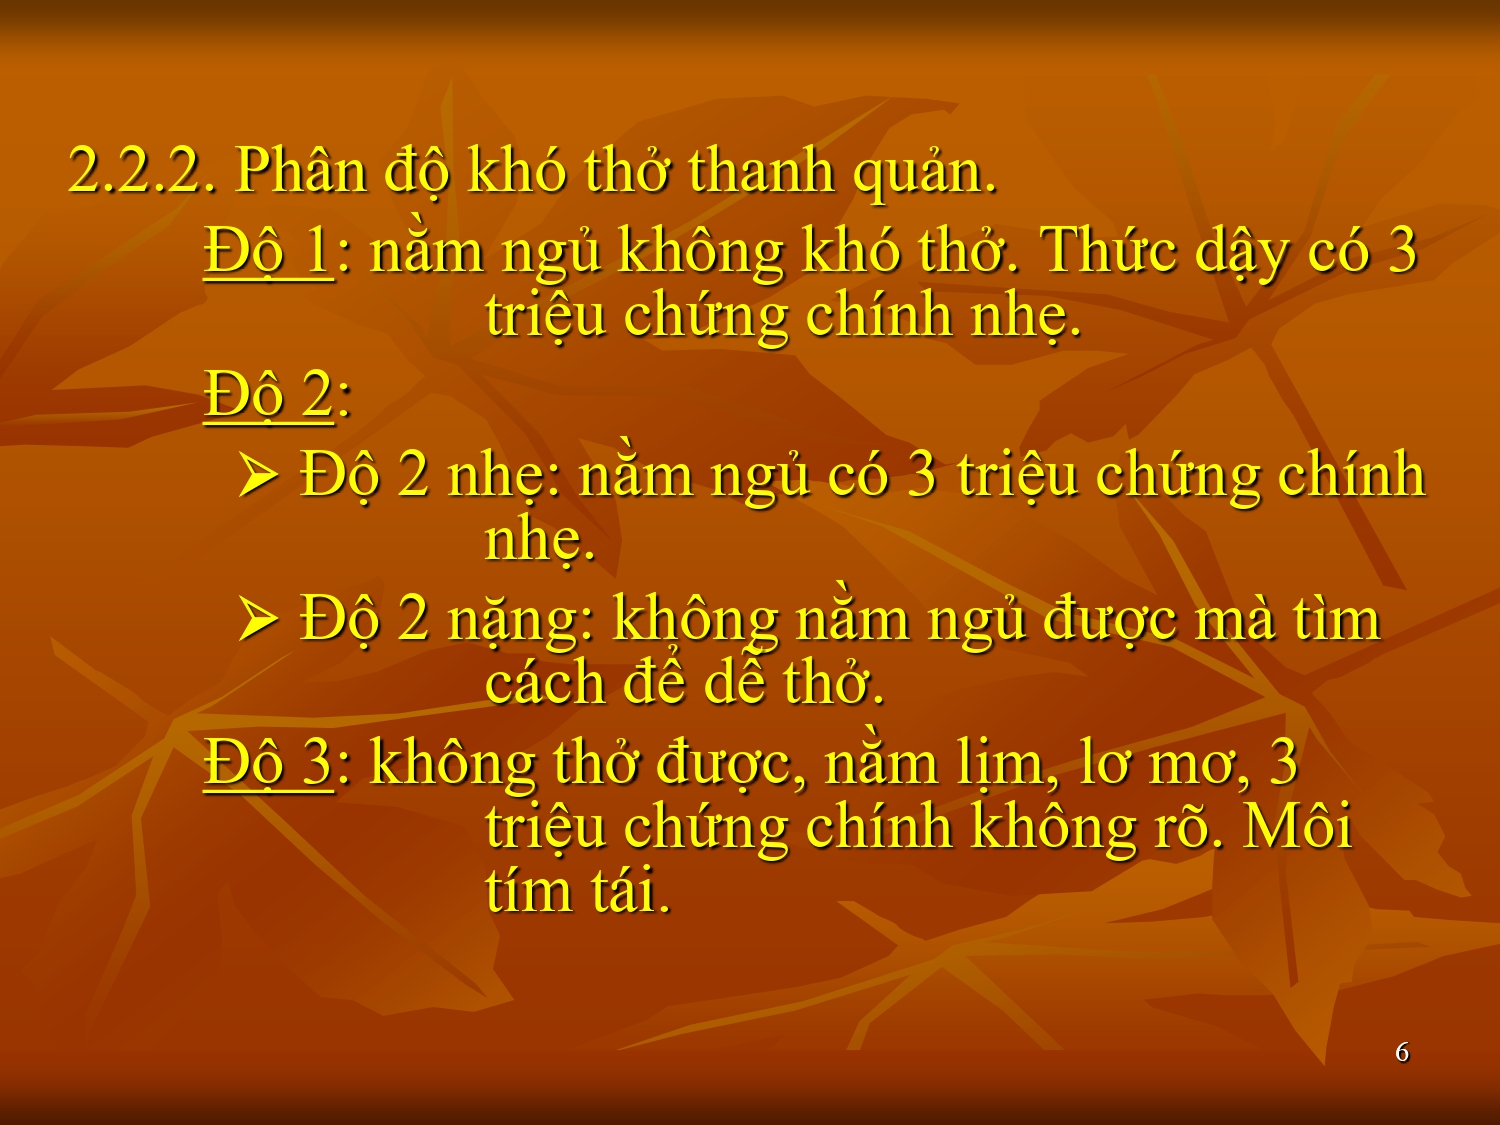 2.2.2. Phân độ khó thở thanh quản.
Độ 1: nằm ngủ không khó thở. Thức dậy có 3
triệu chứng chính nhẹ.
Độ 2:
➢ Độ 2 nhẹ: nằm ngủ có 3 triệu chứng chính
nhẹ.
➢ Độ 2 nặng: không nằm ngủ được mà tìm
cách để dễ thở.
Độ 3: không thở được, nằm lịm, lơ mơ, 3
triệu chứng chính không rõ. Môi
tím tái.
6